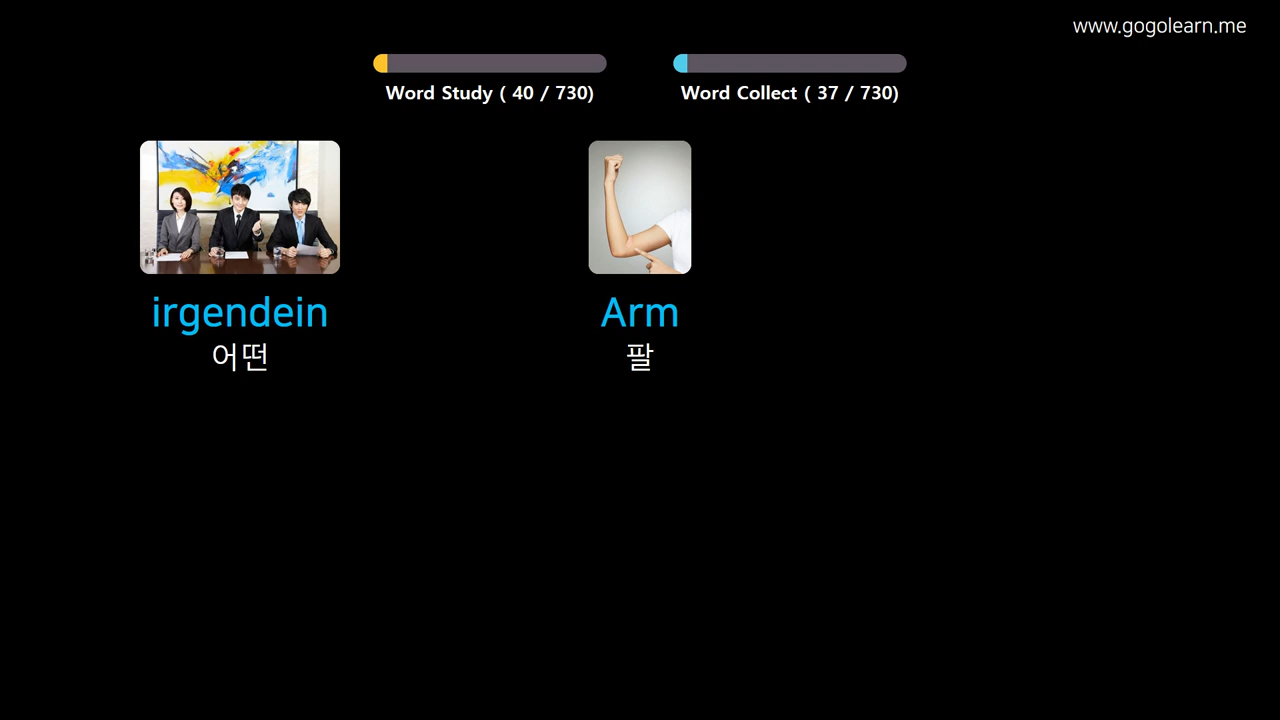 www.gogolearn.me
Word Study ( 40 / 730)
Word Collect ( 37 / 730)
irgendein
Arm
어떤
팔